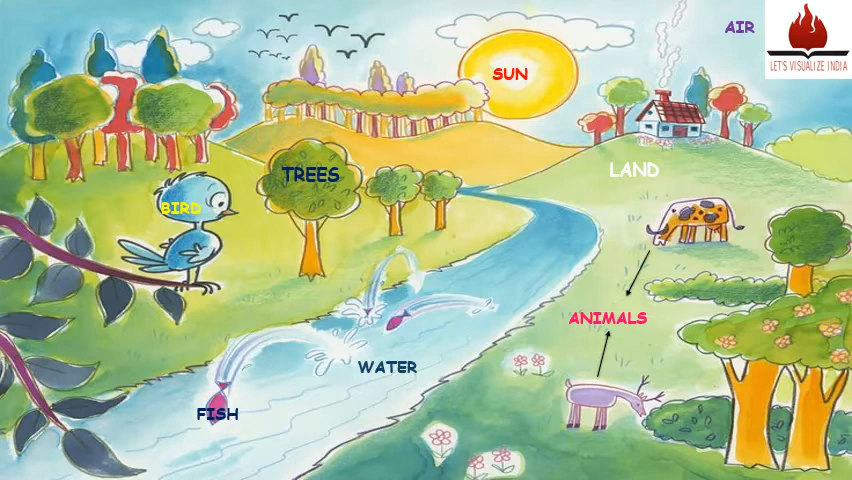 AIR
LET'S VISUALIZE INDIA
SUN
TREES
LAND
BIRD
ANIMALS
WATER
FISH